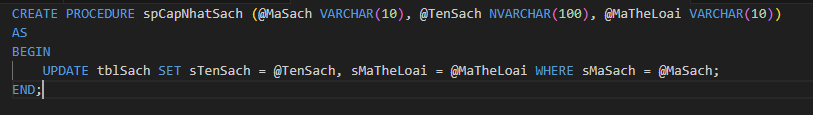 CREATE PROCEDURE spCapNhatSach (@MaSach VARCHAR(10), @TenSach NVARCHAR(100), @MaTheLoai VARCHAR(10))
AS
BEGIN
    UPDATE tblSach SET sTenSach = @TenSach, sMaTheLoai = @MaTheLoai WHERE sMaSach = @MaSach;
END;